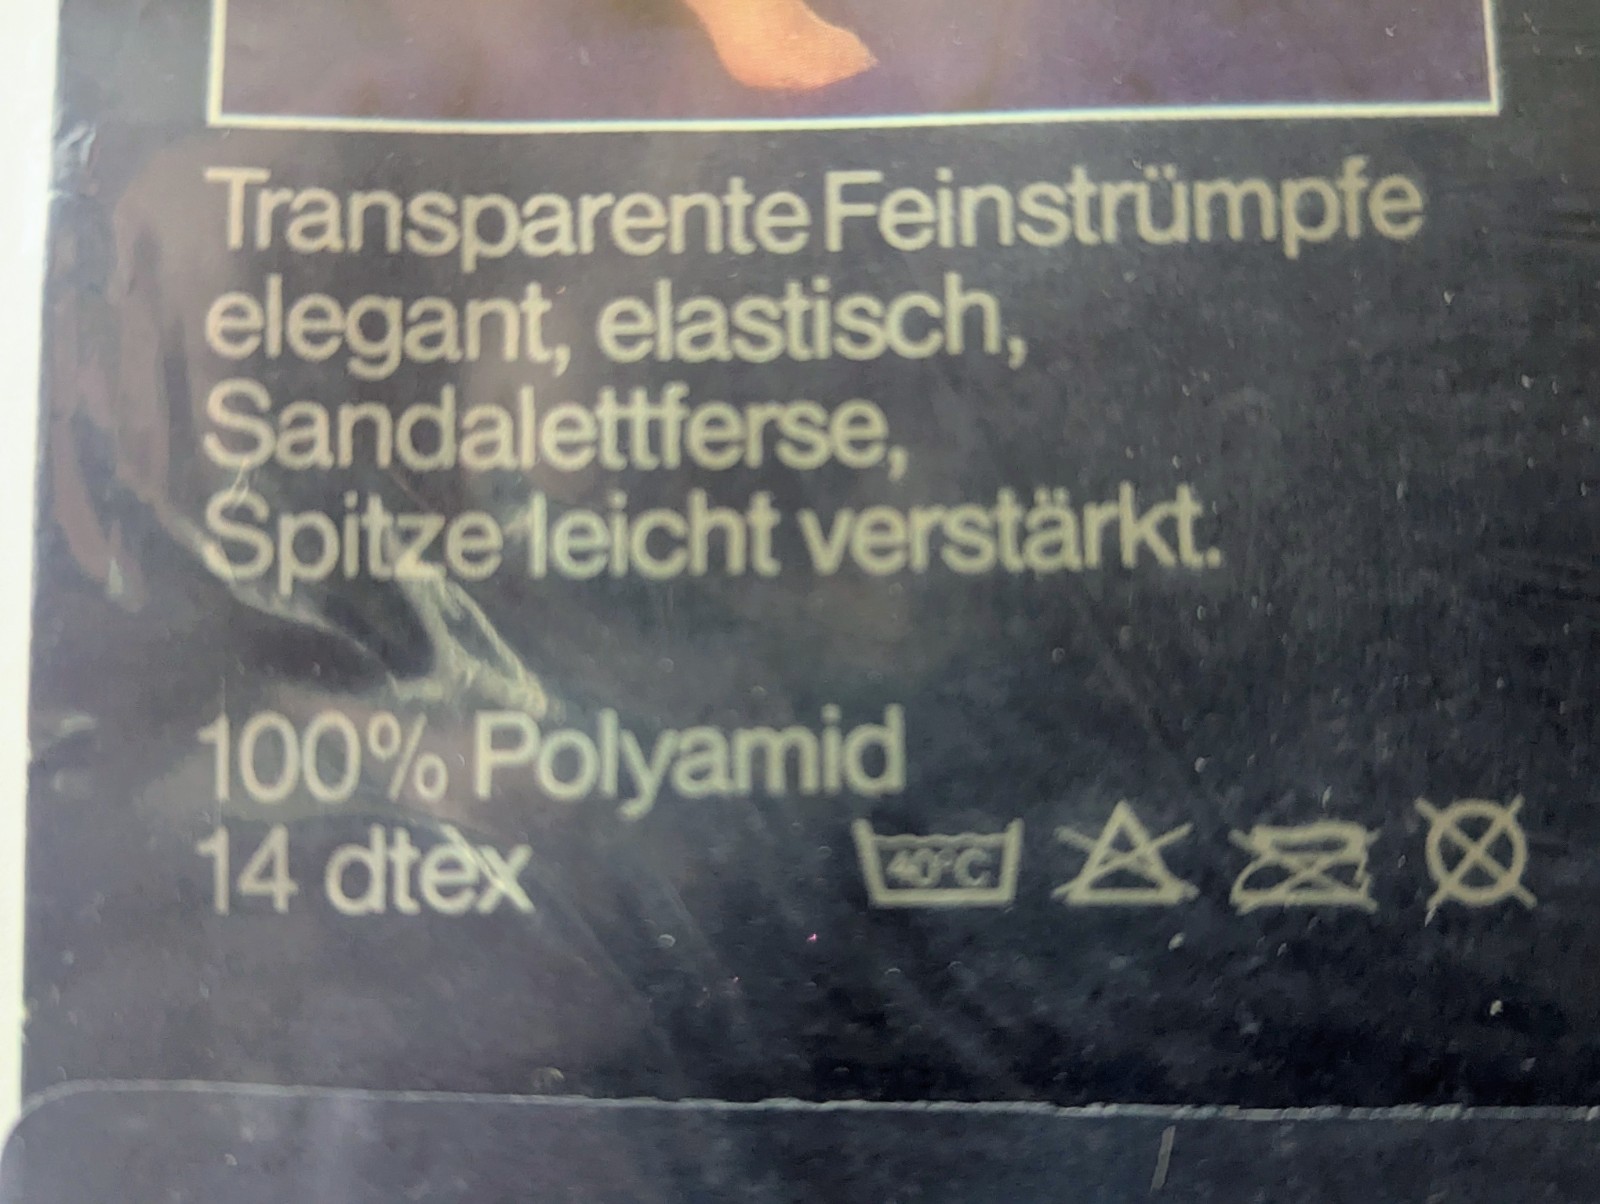 Transparente Feinstrümpfe
elegant, elastisch,
Sandalettferse,
Spitze leicht verstärkt.
100% Polyamid
14 dtex
40°C